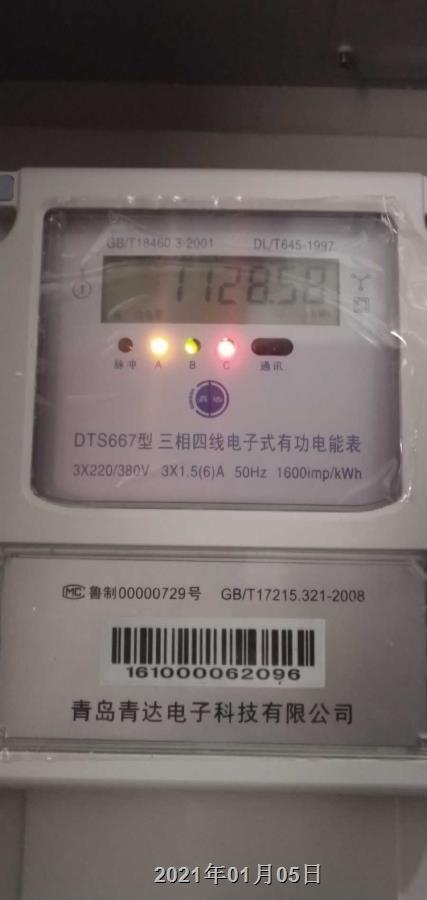 GB/T18460.3-2001 DL/T645-1997
1128.58
kWh
脉冲 A B C 通讯
DTS667型 三相四线电子式有功电能表
3X220/380V 3X1.5(6)A 50Hz 1600imp/kWh
MC 鲁制00000729号 GB/T17215.321-2008
161000062096
青岛青达电子科技有限公司
2021年01月05日